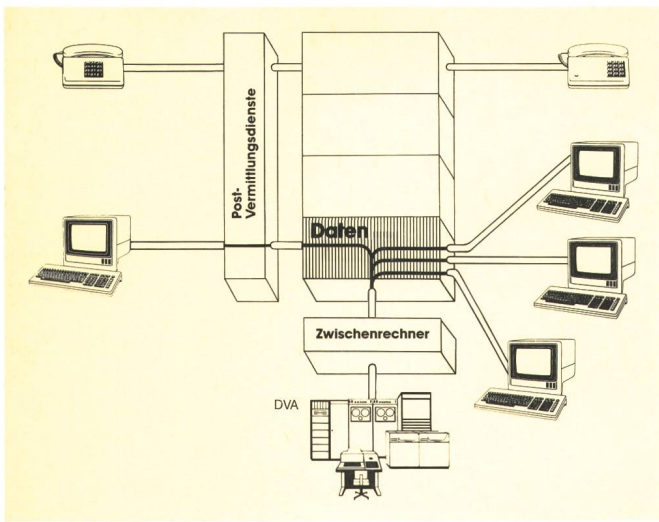 Post-
Vermittlungsdienste
Daten
Zwischenrechner
DVA